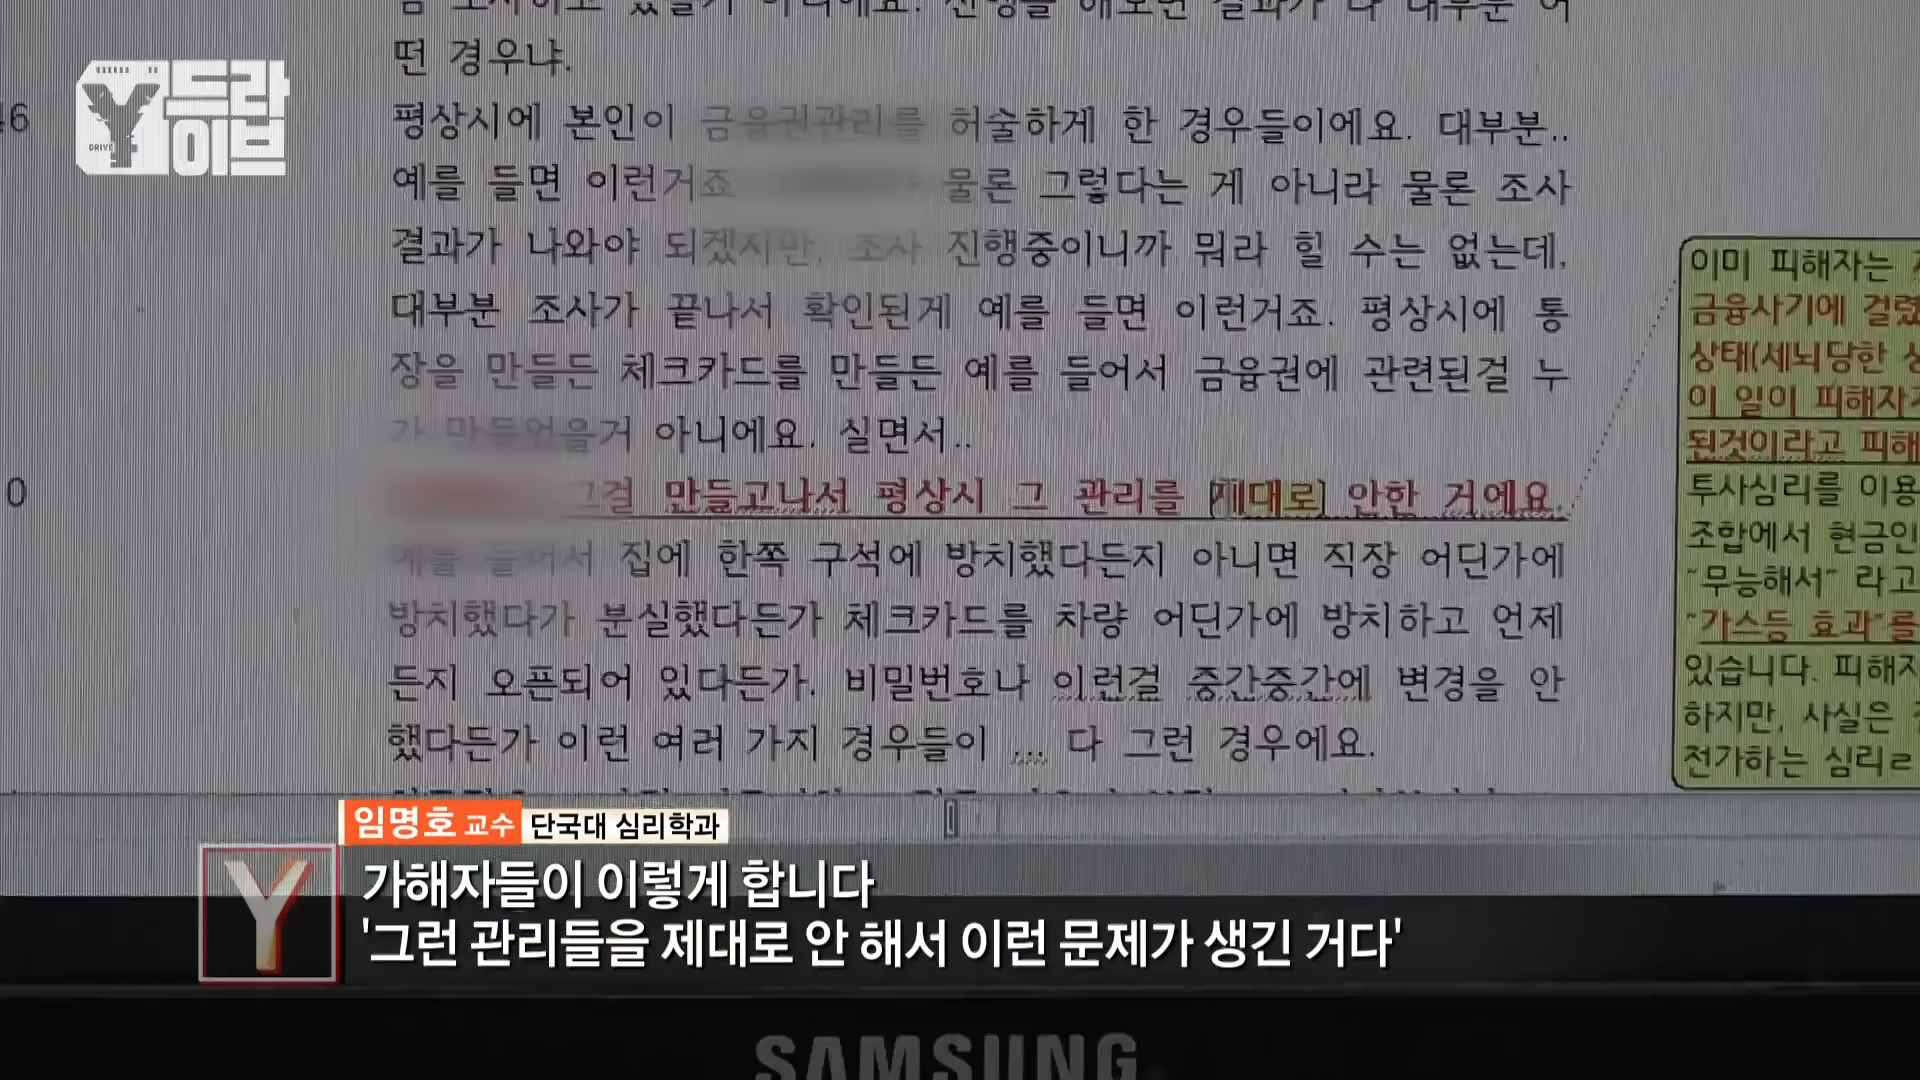 드라이브
Y
DRIVE
떤 경우냐.
46
평상시에 본인이 금융권관리를 허술하게 한 경우들이에요. 대부분..
예를 들면 이런거죠 물론 그렇다는 게 아니라 물론 조사
결과가 나와야 되겠지만, 조사 진행중이니까 뭐라 힐 수는 없는데,
대부분 조사가 끝나서 확인된게 예를 들면 이런거죠. 평상시에 통
장을 만들든 체크카드를 만들든 예를 들어서 금융권에 관련된걸 누
가 만들었을거 아니에요. 실면서..
0
그걸 만들고나서 평상시 그 관리를 제대로 안한 거에요.
예를 들어서 집에 한쪽 구석에 방치했다든지 아니면 직장 어딘가에
방치했다가 분실했다든가 체크카드를 차량 어딘가에 방치하고 언제
든지 오픈되어 있다든가. 비밀번호나 이런걸 중간중간에 변경을 안
했다든가 이런 여러 가지 경우들이 ... 다 그런 경우에요.
이미 피해자는
금융사기에 걸렸
상태(세뇌당한
이 일이 피해자
된것이라고 피해
투사심리를 이용
조합에서 현금인
"무능해서" 라고
"가스등 효과"를
있습니다. 피해자
하지만, 사실은
전가하는 심리
임명호 교수 단국대 심리학과
Y
가해자들이 이렇게 합니다
'그런 관리들을 제대로 안 해서 이런 문제가 생긴 거다'
SAMSUNG